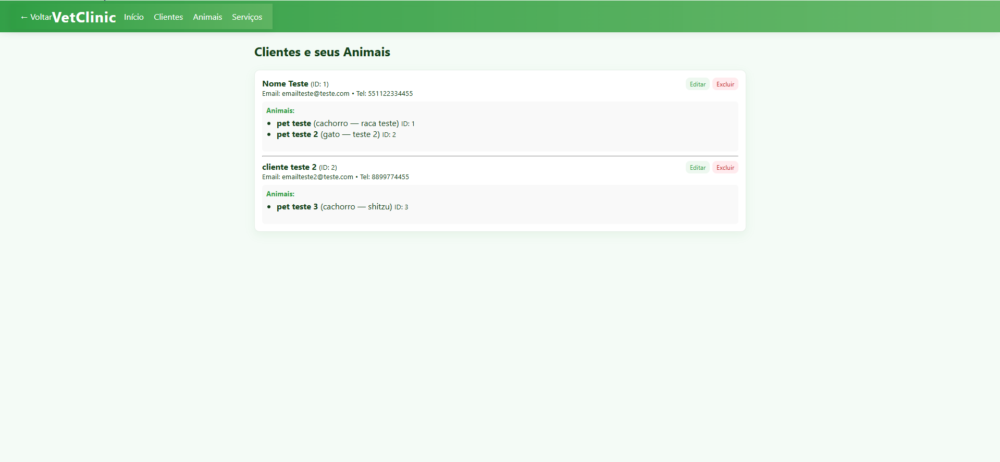 ← Voltar VetClinic Início Clientes Animais Serviços
Clientes e seus Animais
Nome Teste (ID: 1) Editar Excluir
Email: emailteste@teste.com • Tel: 551122334455
Animais:
• pet teste (cachorro — raca teste) ID: 1
• pet teste 2 (gato — teste 2) ID: 2
cliente teste 2 (ID: 2) Editar Excluir
Email: emailteste2@teste.com • Tel: 8899774455
Animais:
• pet teste 3 (cachorro — shitzu) ID: 3